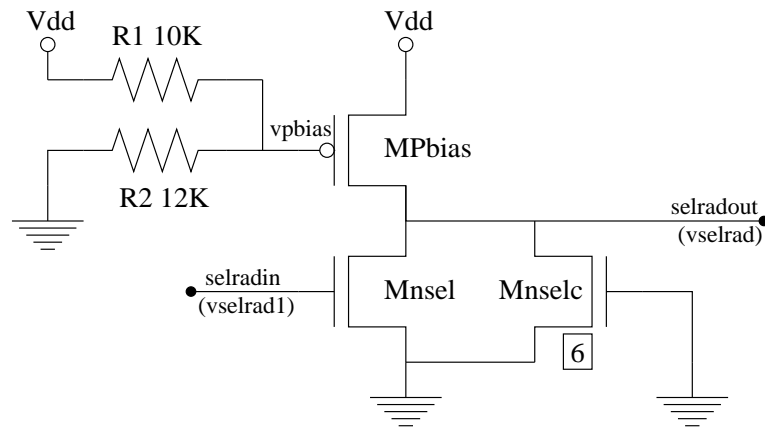 Vdd
Vdd
R1 10K
vpbias
MPbias
R2 12K
selradout
(vselrad)
selradin
(vselrad1)
Mnsel
Mnselc
6